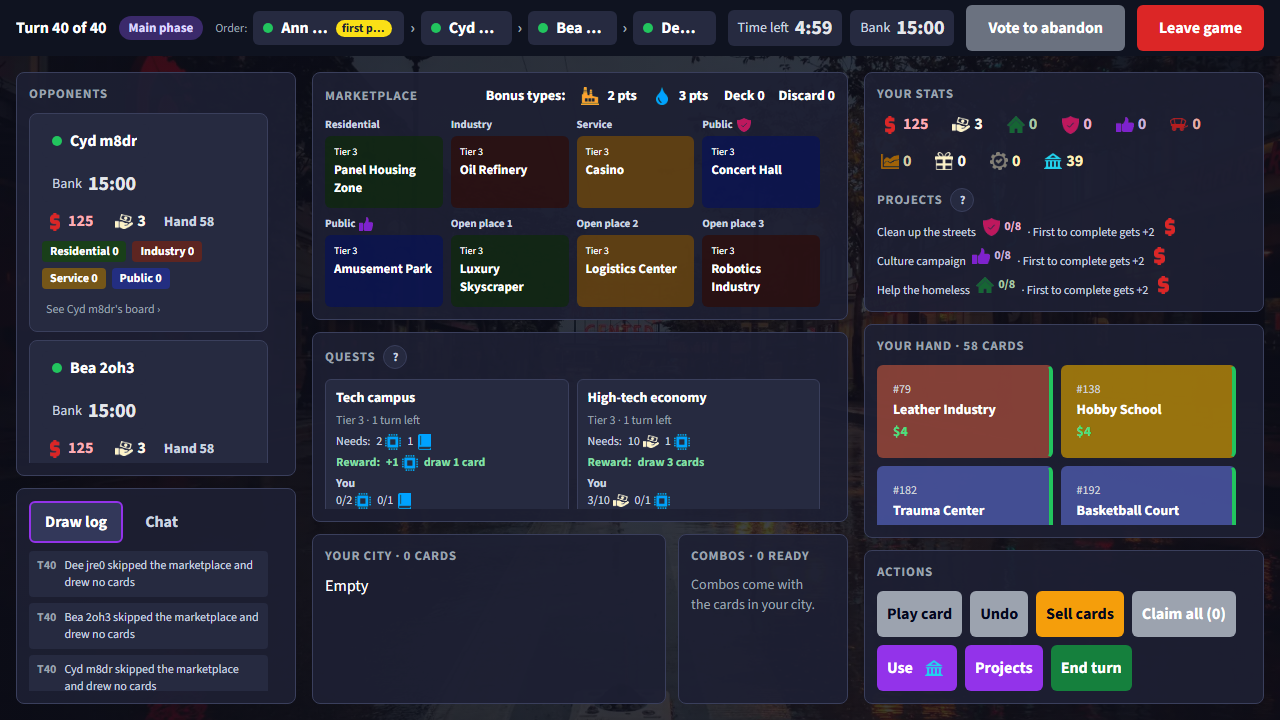 Turn 40 of 40
Main phase
Order:
Ann ...
first p...
›
Cyd ...
›
Bea ...
›
De...
Time left 4:59
Bank 15:00
Vote to abandon
Leave game
OPPONENTS
Cyd m8dr
Bank 15:00
125
3
Hand 58
Residential 0
Industry 0
Service 0
Public 0
See Cyd m8dr's board ›
Bea 2oh3
Bank 15:00
125
3
Hand 58
Draw log
Chat
T40 Dee jre0 skipped the marketplace and
drew no cards
T40 Bea 2oh3 skipped the marketplace and
drew no cards
T40 Cyd m8dr skipped the marketplace
and drew no cards
MARKETPLACE
Bonus types:
2 pts
3 pts
Deck 0
Discard 0
Residential
Tier 3
Panel Housing
Zone
Industry
Tier 3
Oil Refinery
Service
Tier 3
Casino
Public
Tier 3
Concert Hall
Public
Tier 3
Amusement Park
Open place 1
Tier 3
Luxury
Skyscraper
Open place 2
Tier 3
Logistics Center
Open place 3
Tier 3
Robotics
Industry
QUESTS
?
Tech campus
Tier 3 · 1 turn left
Needs: 2 1
Reward: +1 draw 1 card
You
0/2 0/1
High-tech economy
Tier 3 · 1 turn left
Needs: 10 1
Reward: draw 3 cards
You
3/10 0/1
YOUR CITY · 0 CARDS
Empty
COMBOS · 0 READY
Combos come with
the cards in your city.
YOUR STATS
125
3
0
0
0
0
0
0
0
39
PROJECTS
?
Clean up the streets 0/8 · First to complete gets +2
Culture campaign 0/8 · First to complete gets +2
Help the homeless 0/8 · First to complete gets +2
YOUR HAND · 58 CARDS
#79
Leather Industry
$4
#138
Hobby School
$4
#182
Trauma Center
#192
Basketball Court
ACTIONS
Play card
Undo
Sell cards
Claim all (0)
Use
Projects
End turn